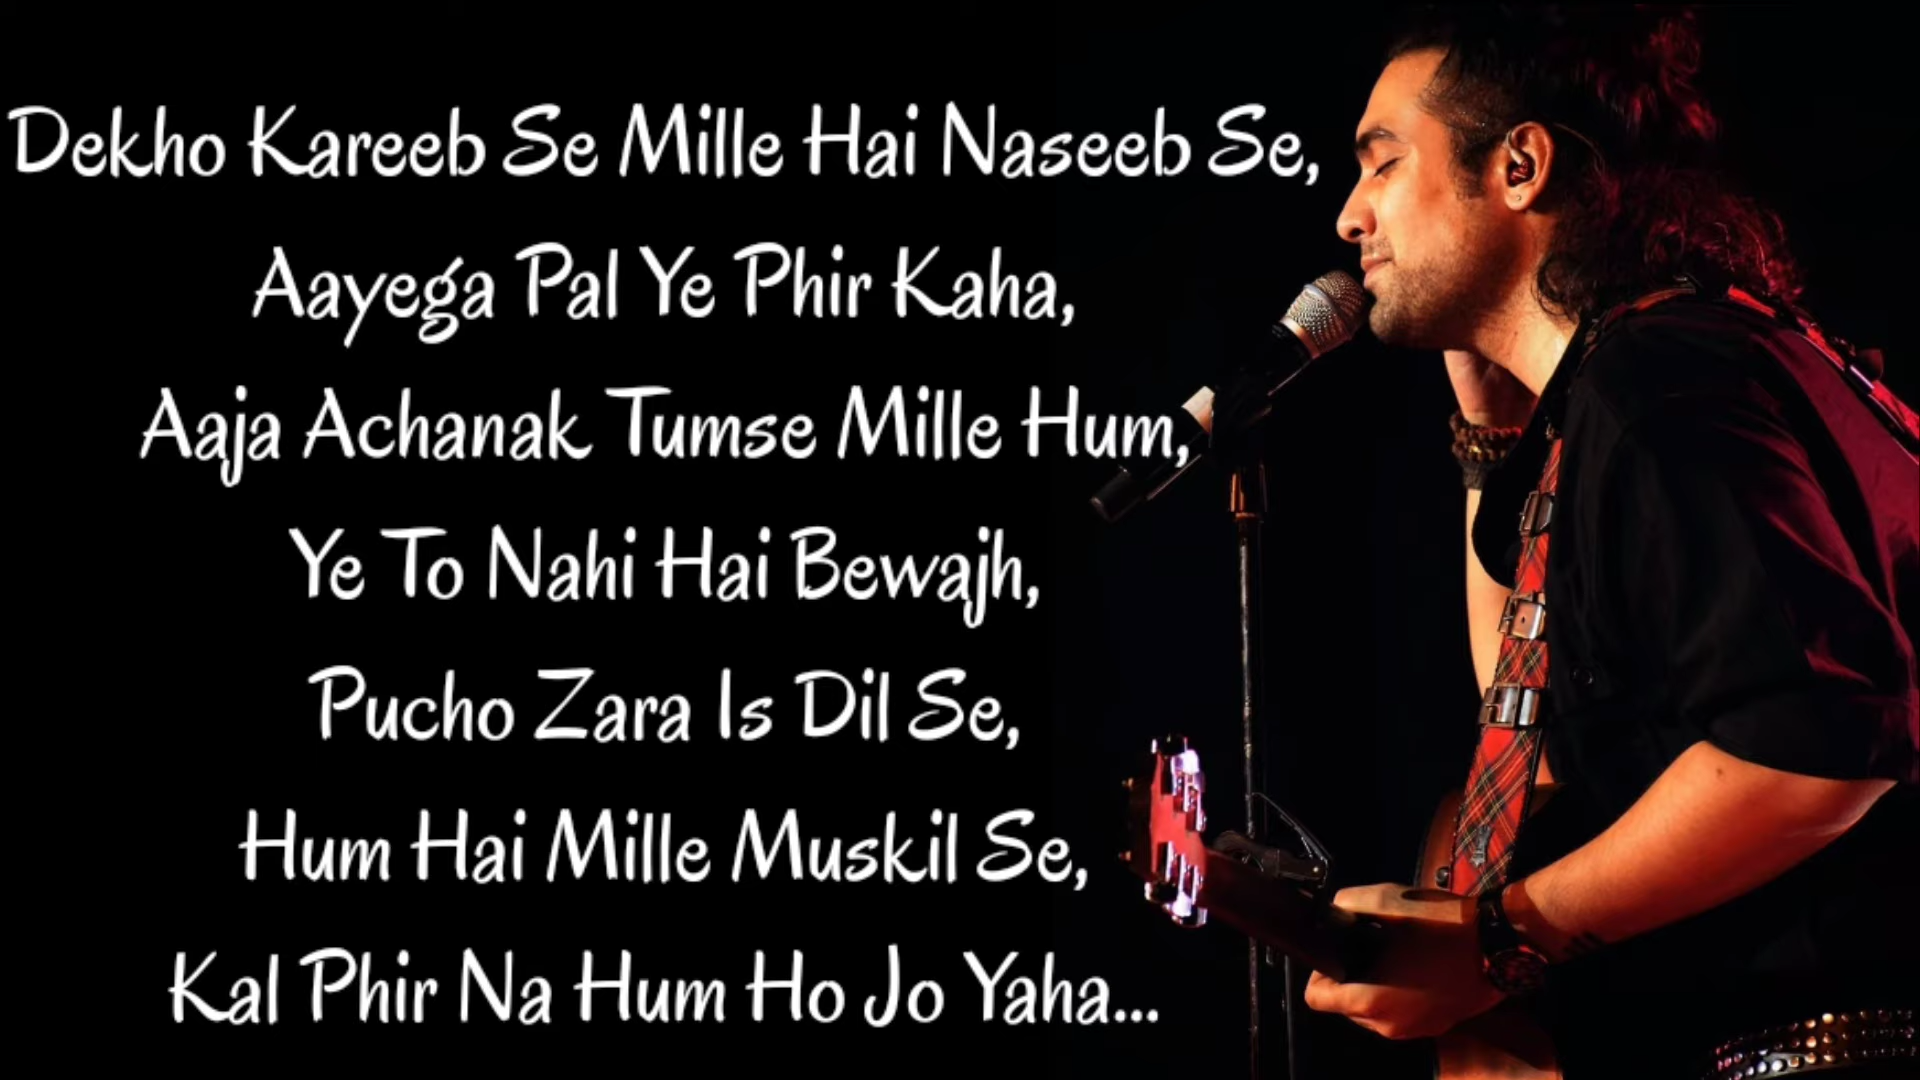 Dekho Kareeb Se Mille Hai Naseeb Se,
Aayega Pal Ye Phir Kaha,
Aaja Achanak Tumse Mille Hum,
Ye To Nahi Hai Bewajh,
Pucho Zara Is Dil Se,
Hum Hai Mille Muskil Se,
Kal Phir Na Hum Ho Jo Yaha...